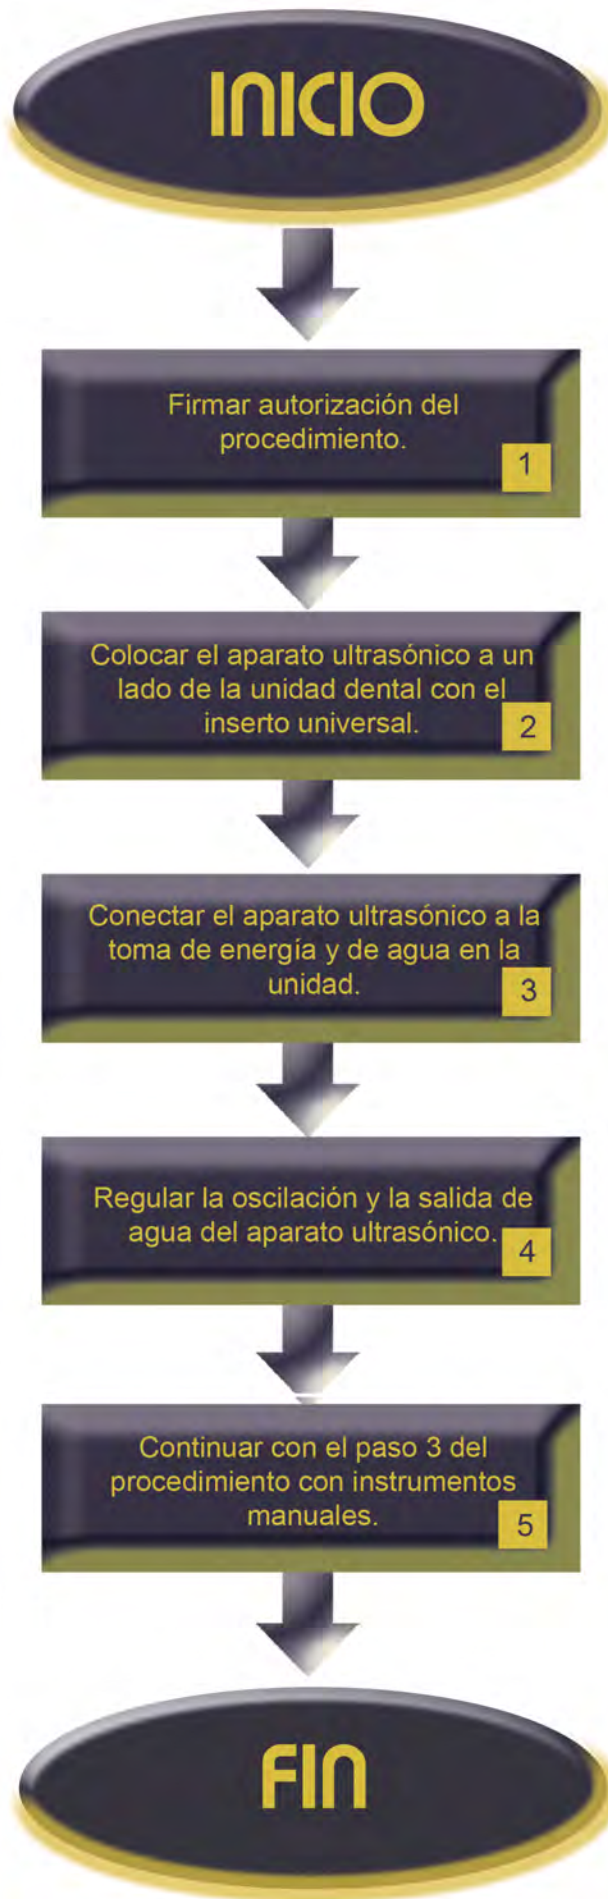 INICIO
Firmar autorización del
procedimiento.
1
Colocar el aparato ultrasónico a un
lado de la unidad dental con el
inserto universal.
2
Conectar el aparato ultrasónico a la
toma de energía y de agua en la
unidad.
3
Regular la oscilación y la salida de
agua del aparato ultrasónico.
4
Continuar con el paso 3 del
procedimiento con instrumentos
manuales.
5
FIN